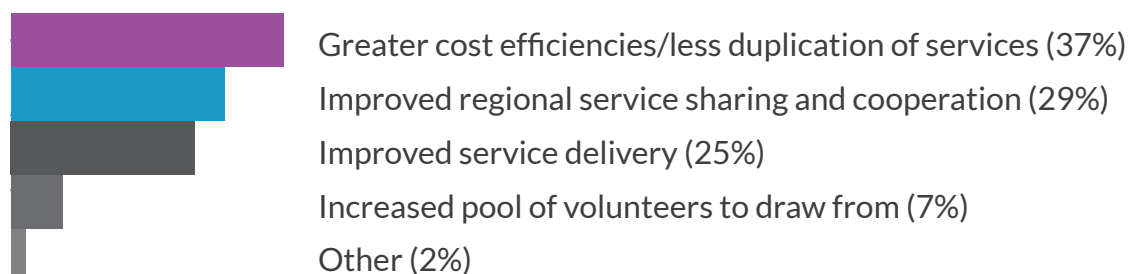 Greater cost efficiencies/less duplication of services (37%)
Improved regional service sharing and cooperation (29%)
Improved service delivery (25%)
Increased pool of volunteers to draw from (7%)
Other (2%)